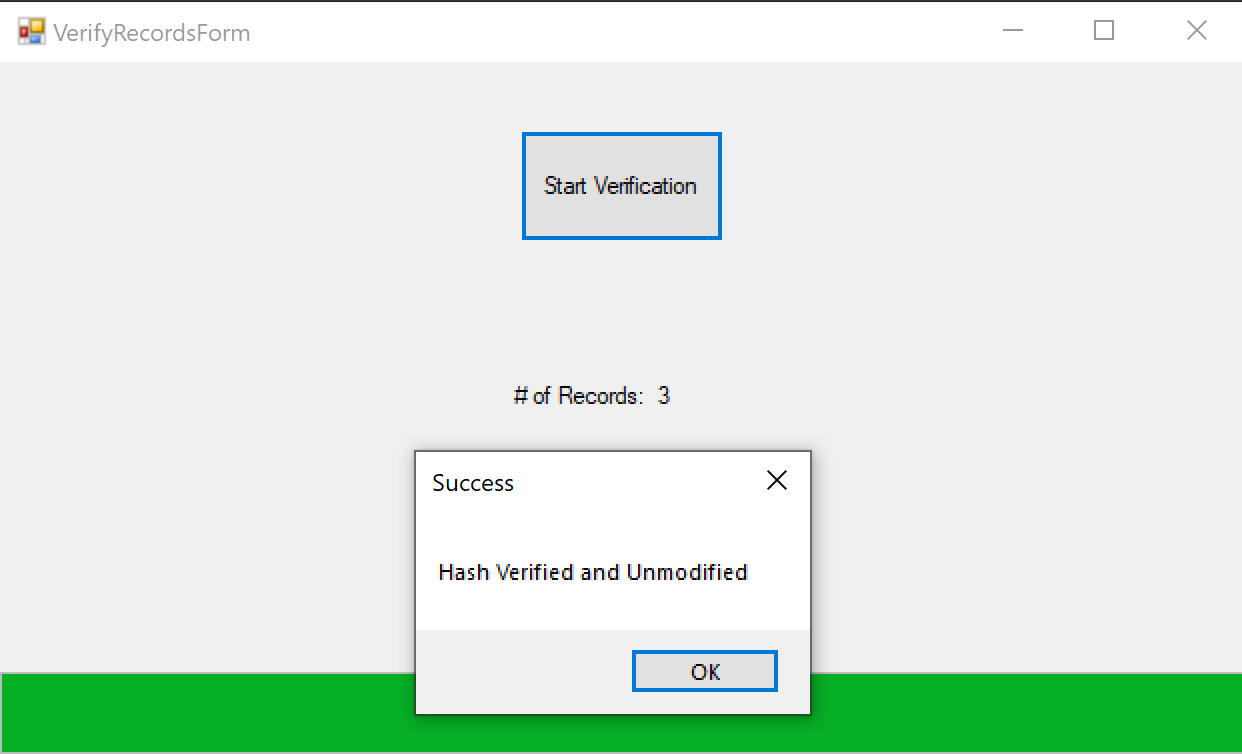 VerifyRecordsForm
Start Verification
# of Records: 3
Success
Hash Verified and Unmodified
OK